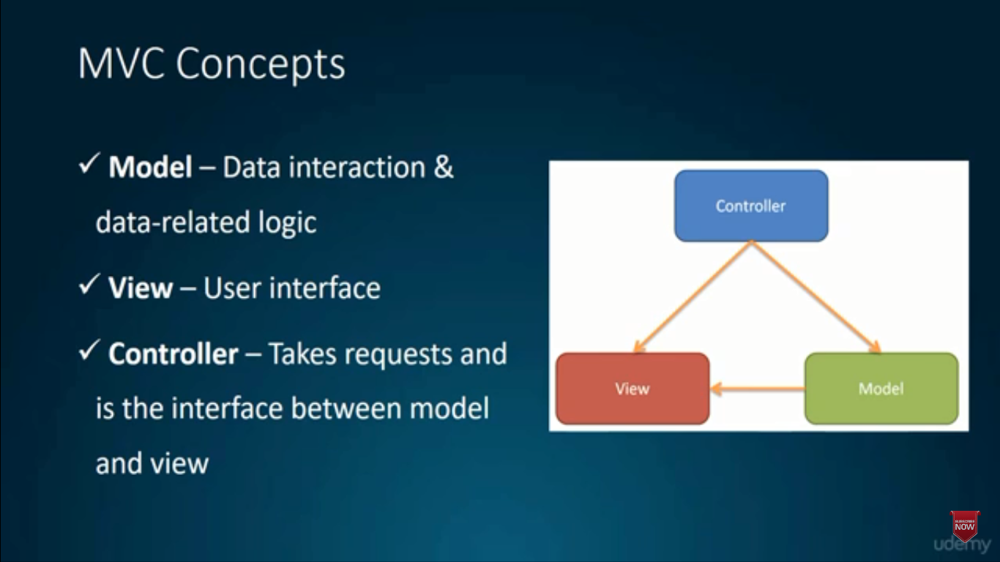 MVC Concepts
✓ Model – Data interaction &
data-related logic
✓ View – User interface
✓ Controller – Takes requests and
is the interface between model
and view
Controller
View
Model
SUBSCRIBE
NOW
udemy